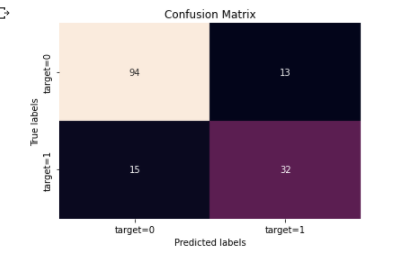 Confusion Matrix
True labels
target=0
94
13
target=1
15
32
target=0
target=1
Predicted labels